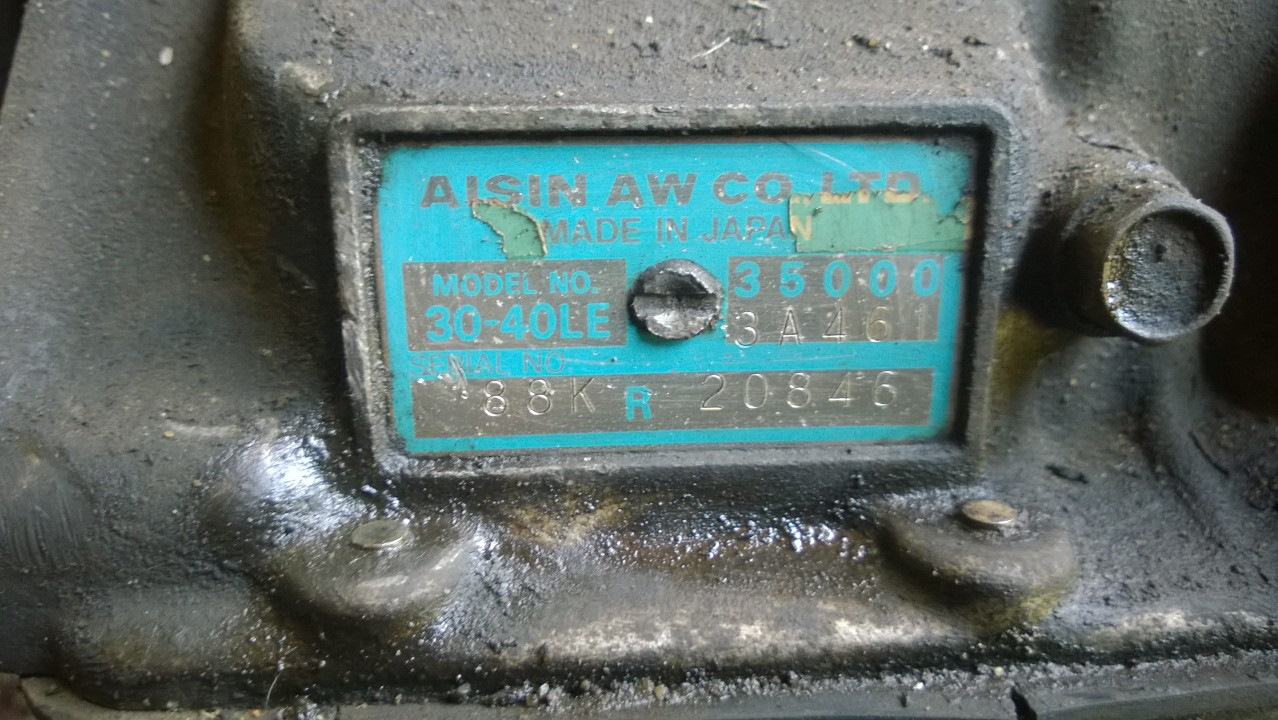 AISIN AW CO., LTD.
MADE IN JAPAN
MODEL NO. 35000
30-40LE 3A461
SERIAL NO.
88K R 20846